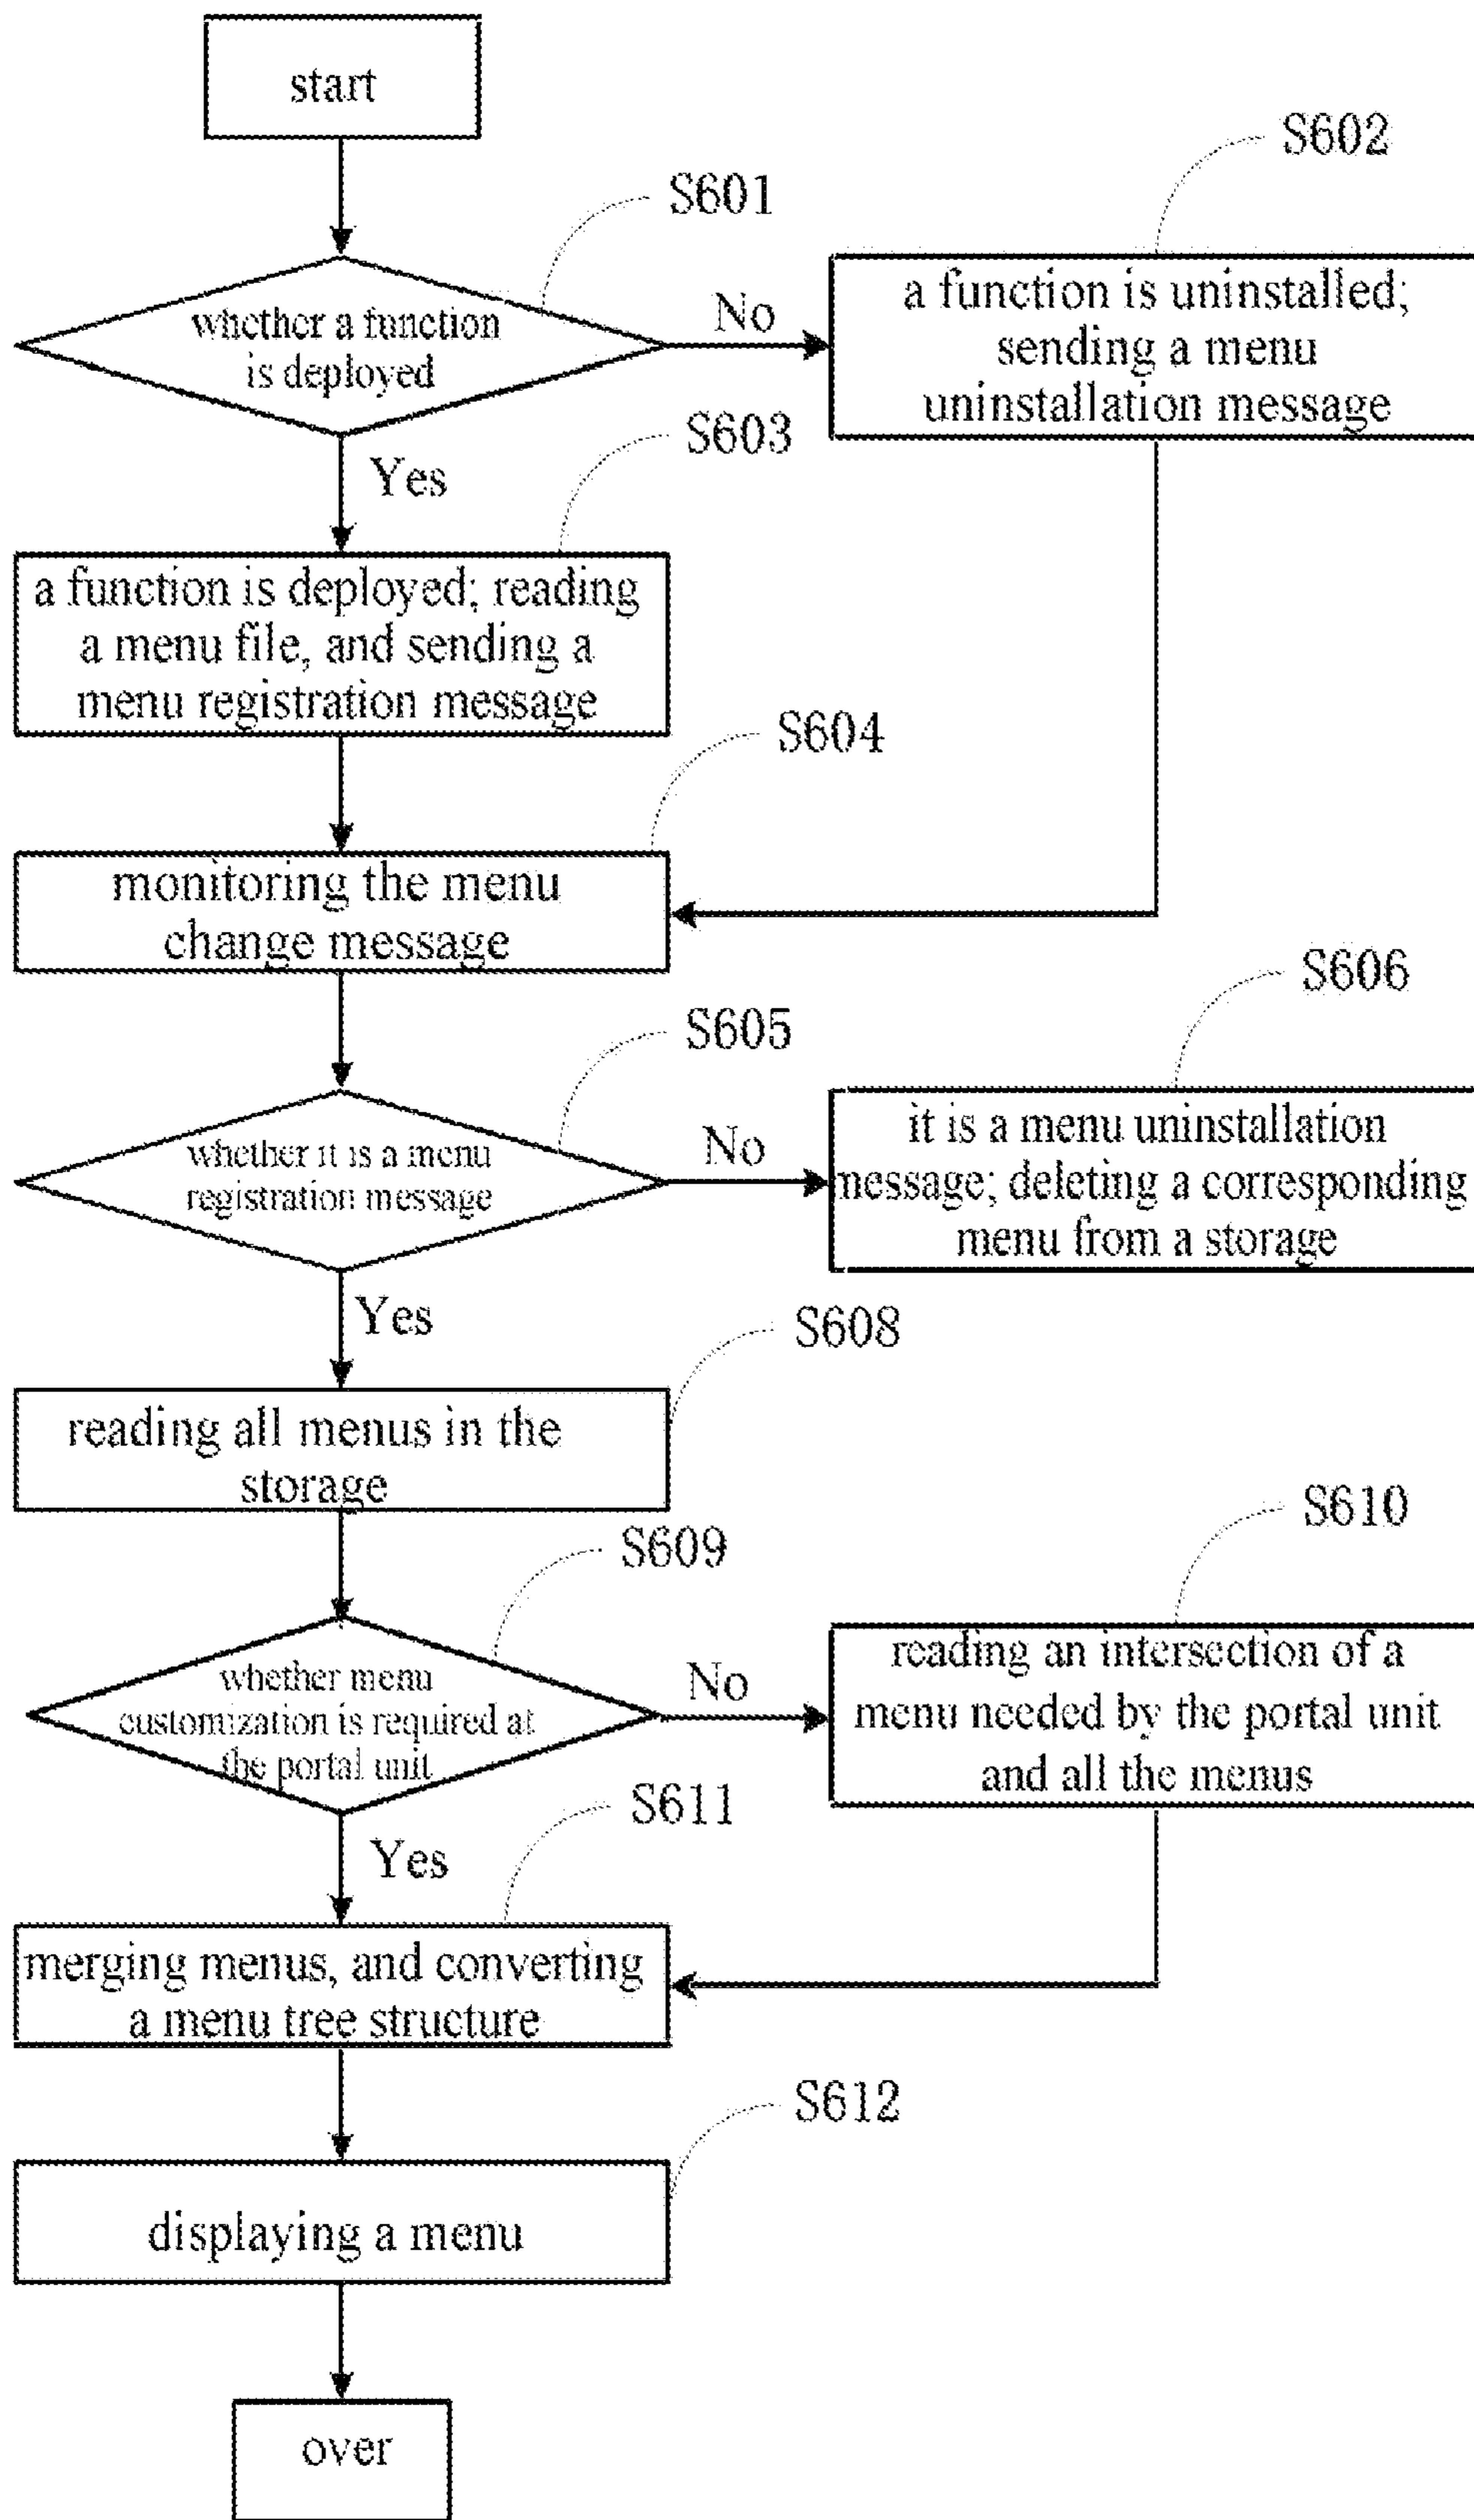 start
S601
S602
whether a function
is deployed
No
a function is uninstalled;
sending a menu
uninstallation message
Yes
S603
a function is deployed; reading
a menu file, and sending a
menu registration message
S604
monitoring the menu
change message
S605
S606
whether it is a menu
registration message
No
it is a menu uninstallation
message; deleting a corresponding
menu from a storage
Yes
S608
reading all menus in the
storage
S609
S610
whether menu
customization is required at
the portal unit
No
reading an intersection of a
menu needed by the portal unit
and all the menus
Yes
S611
merging menus, and converting
a menu tree structure
S612
displaying a menu
over